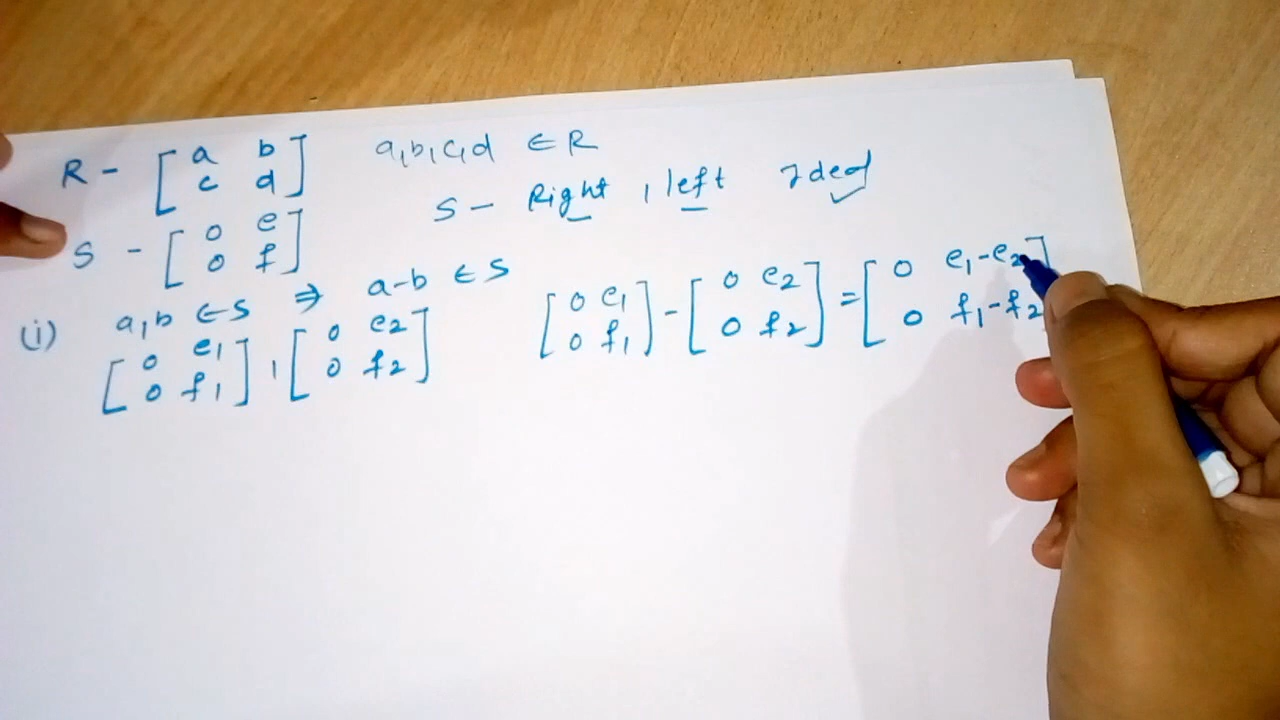 R - [a b
c d] a,b,c,d ∈ R
S - Right, left Ideal
S - [0 e
0 f]
(i) a,b ∈ S ⇒ a-b ∈ S
[0 e₁
0 f₁] , [0 e₂
0 f₂]
[0 e₁
0 f₁] - [0 e₂
0 f₂] = [0 e₁-e₂
0 f₁-f₂]